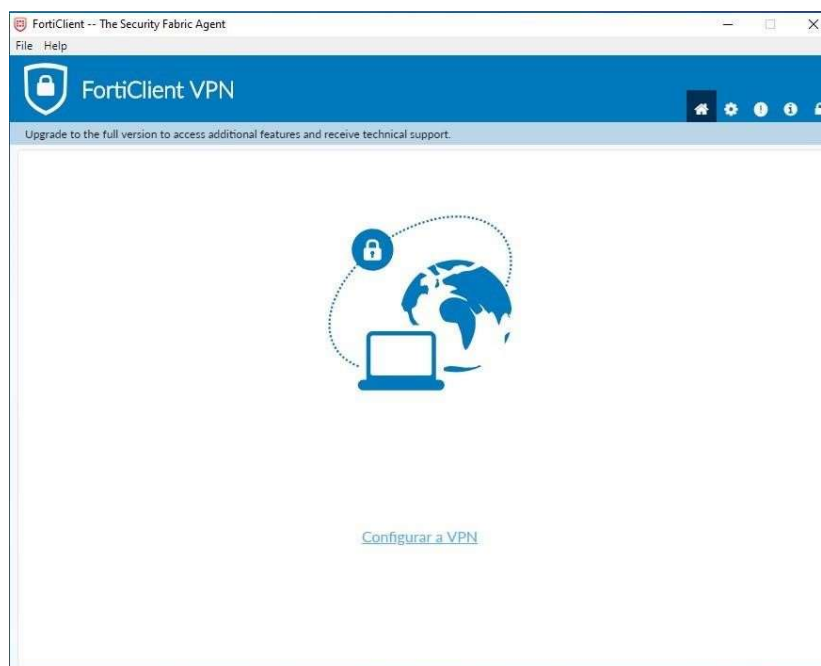 FortiClient -- The Security Fabric Agent
File Help
FortiClient VPN
Upgrade to the full version to access additional features and receive technical support.
Configurar a VPN